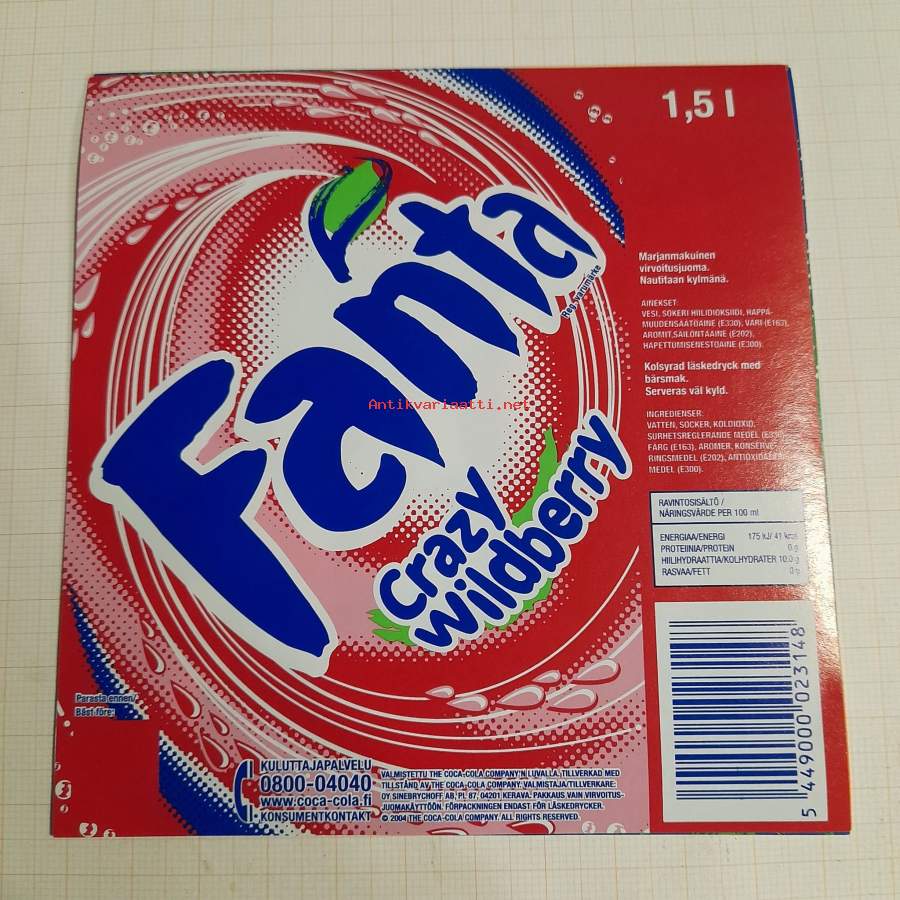 1,5 l
Fanta
Reg. varumärke
Crazy
Wildberry
Antikvariaatti.net
Marjanmakuinen
virvoitusjuoma.
Nautitaan kylmänä.
AINEKSET:
VESI, SOKERI HIILIDIOKSIDI, HAPPA-
MUUDENSÄÄTÖAINE (E330), VÄRI (E163),
AROMIT, SÄILÖNTÄAINE (E202),
HAPETTUMISENESTOAINE (E300).
Kolsyrad läskedryck med
bärsmak.
Serveras väl kyld.
INGREDIENSER:
VATTEN, SOCKER, KOLDIOXID,
SURHETSREGLERANDE MEDEL (E330),
FÄRG (E163), AROMER, KONSERVE-
RINGSMEDEL (E202), ANTIOXIDATIONS-
MEDEL (E300).
RAVINTOSISÄLTÖ /
NÄRINGSVÄRDE PER 100 ml
ENERGIAA/ENERGI 175 kJ/ 41 kcal
PROTEIINIA/PROTEIN 0 g
HIILIHYDRAATTIA/KOLHYDRATER 10,0 g
RASVAA/FETT 0 g
5 449000 023148
Parasta ennen/
Bäst före:
KULUTTAJAPALVELU
0800-04040
www.coca-cola.fi
KONSUMENTKONTAKT
VALMISTETTU THE COCA-COLA COMPANY'N LUVALLA. TILLVERKAD MED
TILLSTÅND AV THE COCA-COLA COMPANY. VALMISTAJA/TILLVERKARE:
OY SINEBRYCHOFF AB, PL 87, 04201 KERAVA. PAKKAUS VAIN VIRVOITUS-
JUOMAKÄYTTÖÖN. FÖRPACKNINGEN ENDAST FÖR LÄSKEDRYCKER.
© 2004 THE COCA-COLA COMPANY. ALL RIGHTS RESERVED.